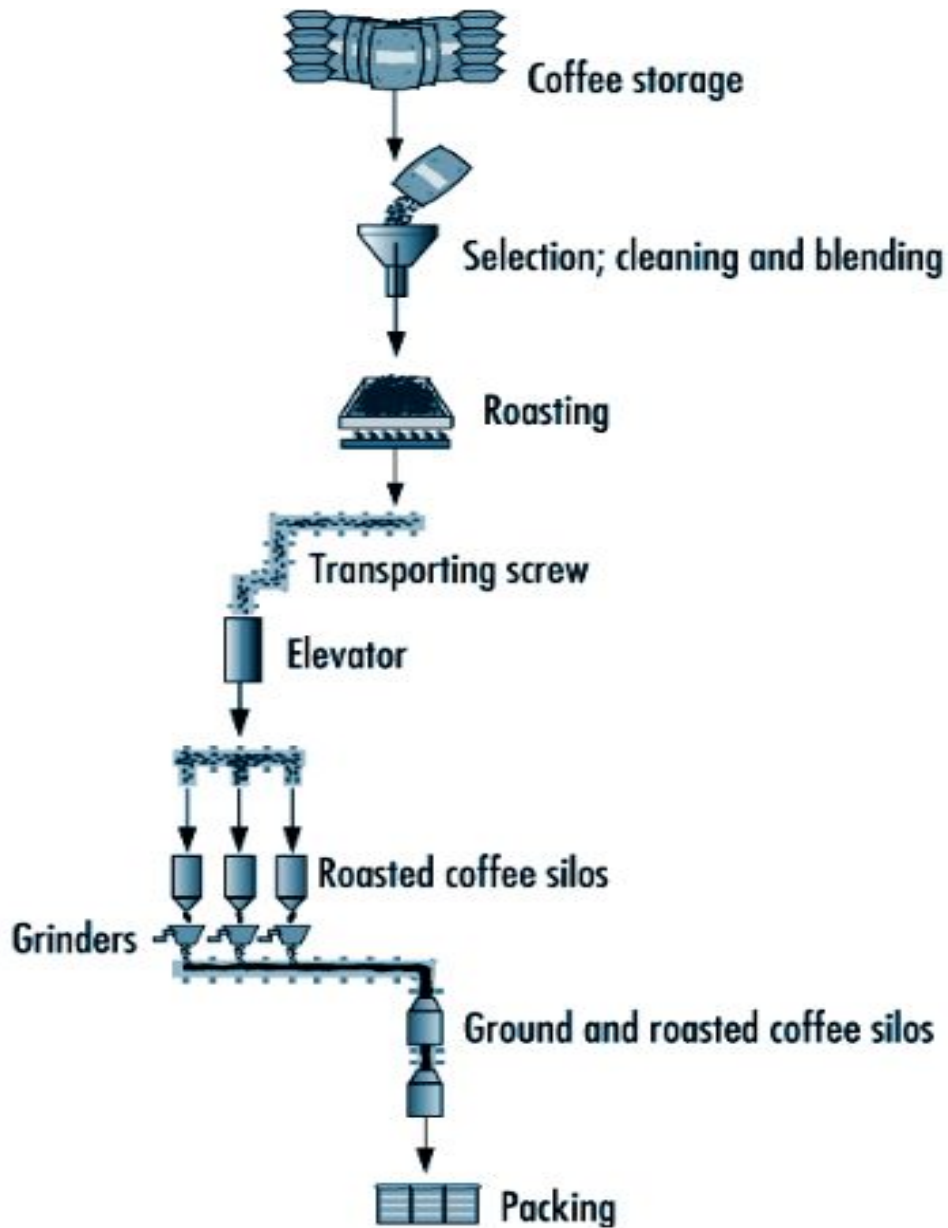 Coffee storage
Selection; cleaning and blending
Roasting
Transporting screw
Elevator
Roasted coffee silos
Grinders
Ground and roasted coffee silos
Packing